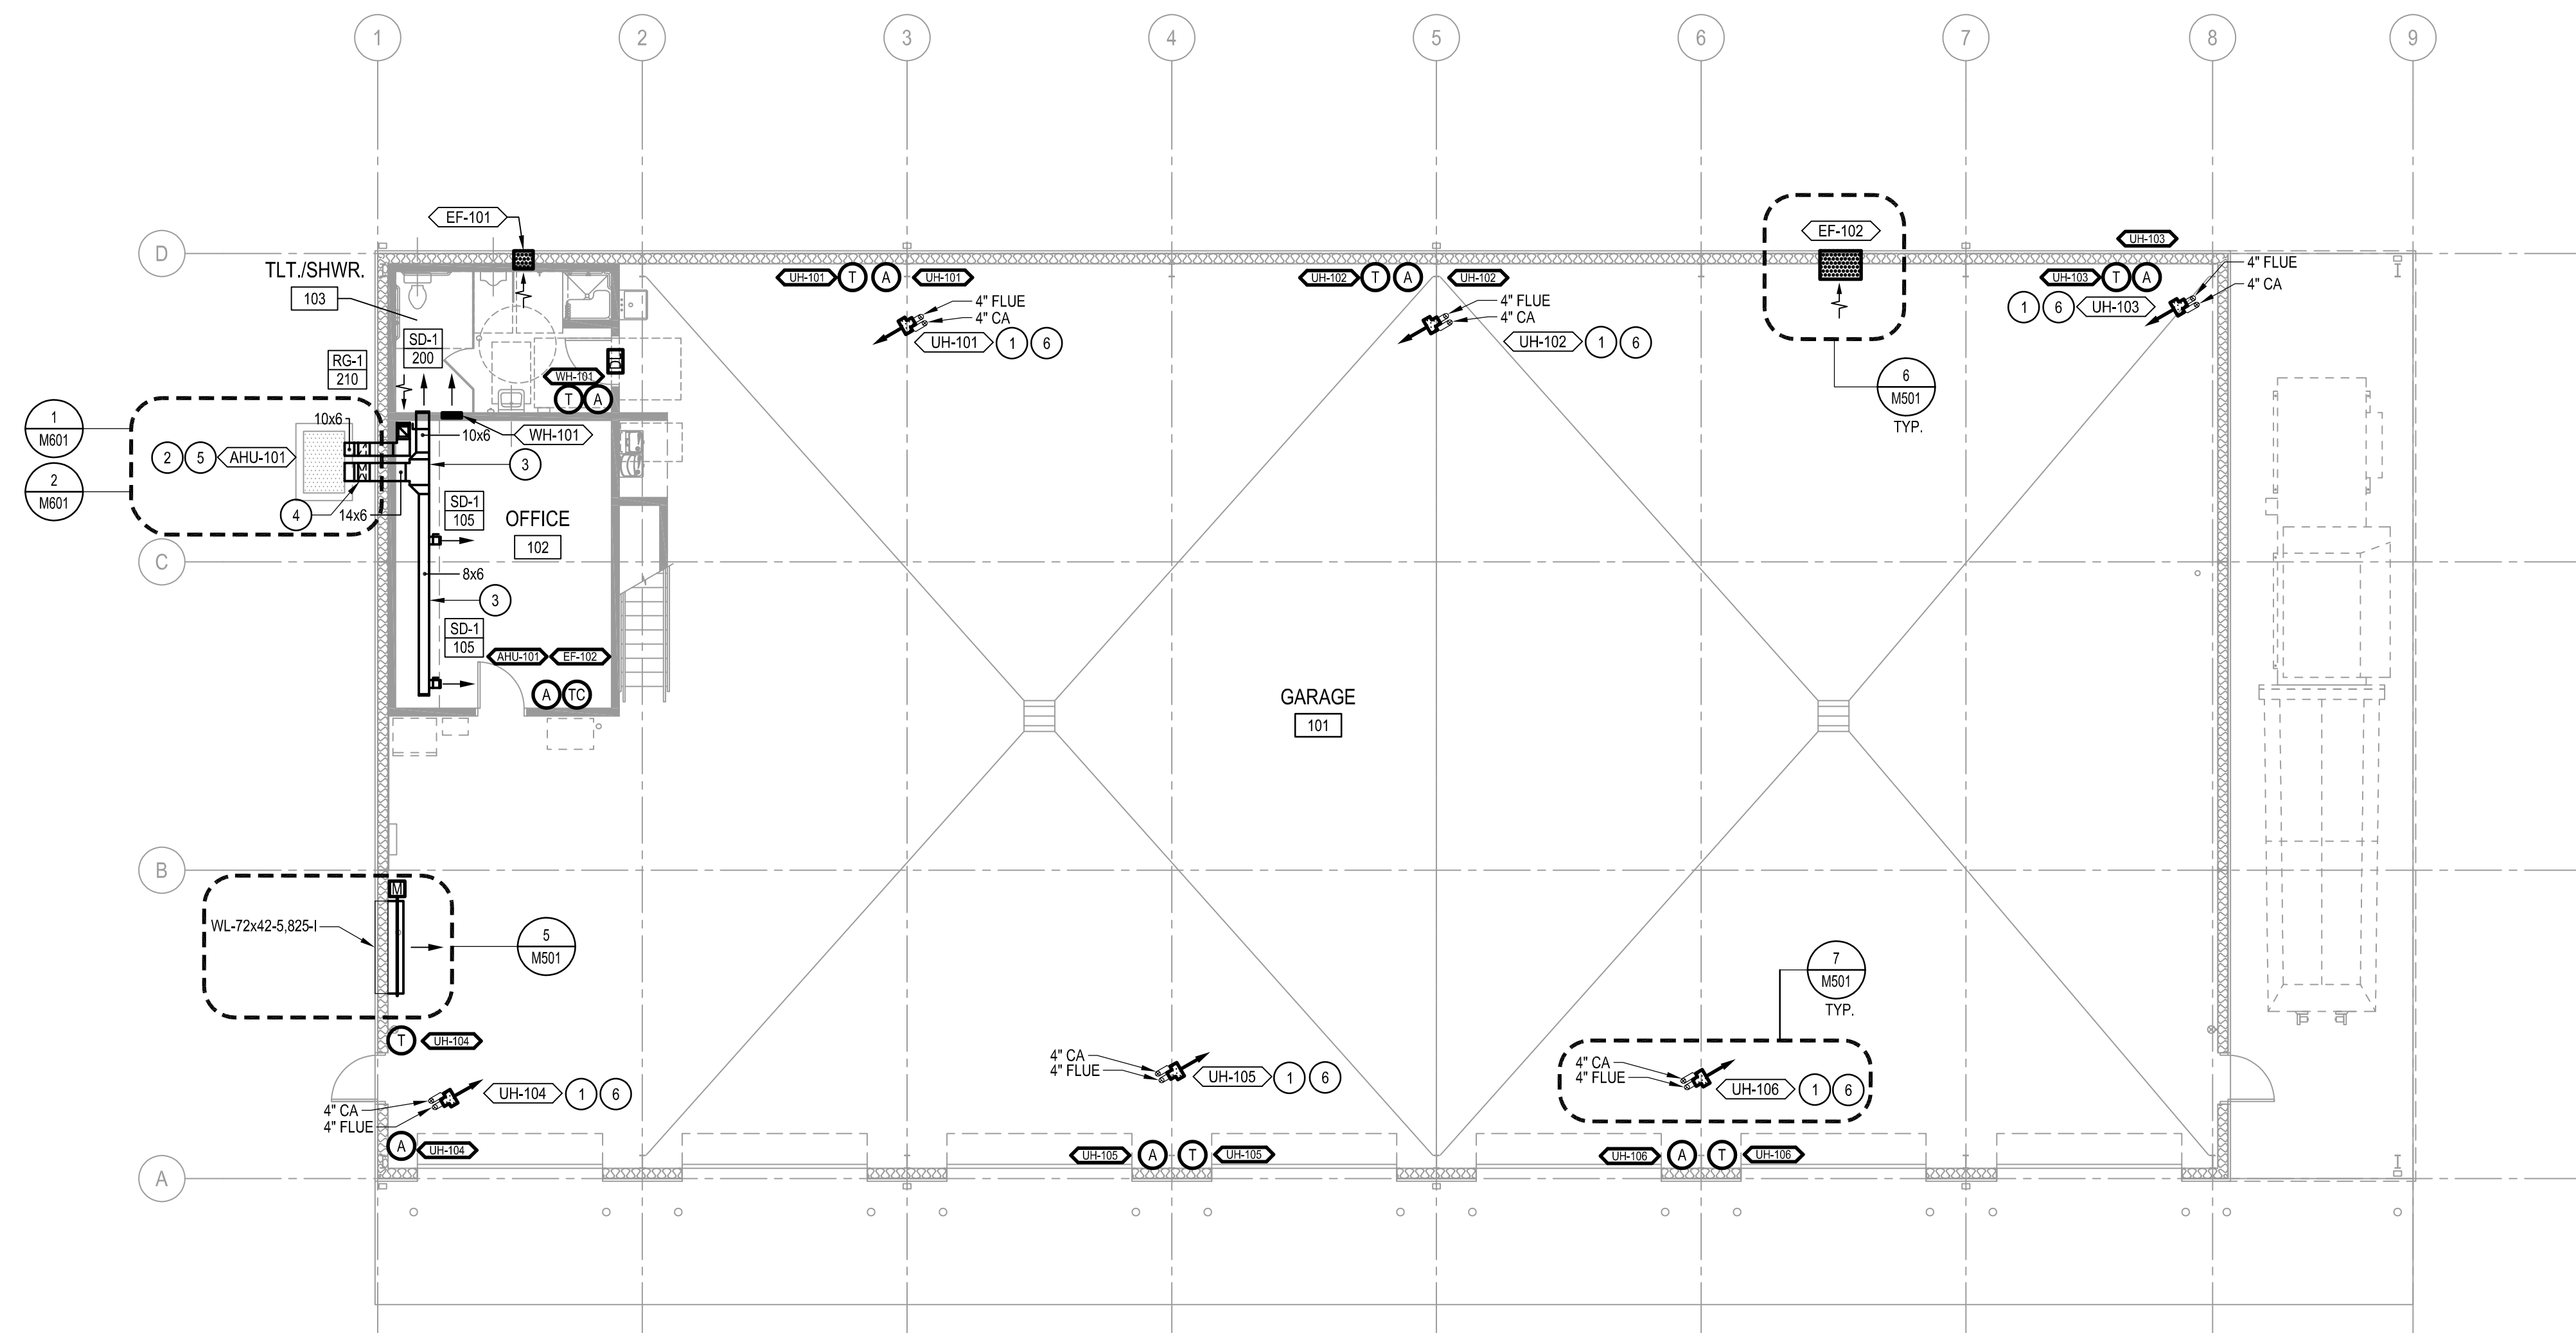 1 2 3 4 5 6 7 8 9
EF-101
EF-102
UH-103
D
TLT./SHWR.
103
UH-101 T A UH-101
UH-102 T A UH-102
UH-103 T A
4" FLUE
4" CA
UH-101 1 6
4" FLUE
4" CA
UH-102 1 6
4" FLUE
4" CA
1 6 UH-103
SD-1
200
RG-1
210
WH-101
T A
6
M501
TYP.
1
M601
10x6
10x6
WH-101
2 5 AHU-101
3
2
M601
4
14x6
SD-1
105
OFFICE
102
C
8x6
3
SD-1
105
AHU-101 EF-102
A TC
GARAGE
101
B
M
WL-72x42-5,825-I
5
M501
7
M501
TYP.
T UH-104
4" CA
4" FLUE
UH-104 1 6
4" CA
4" FLUE
UH-105 1 6
4" CA
4" FLUE
UH-106 1 6
A UH-104
UH-105 A T UH-105
UH-106 A T UH-106
A